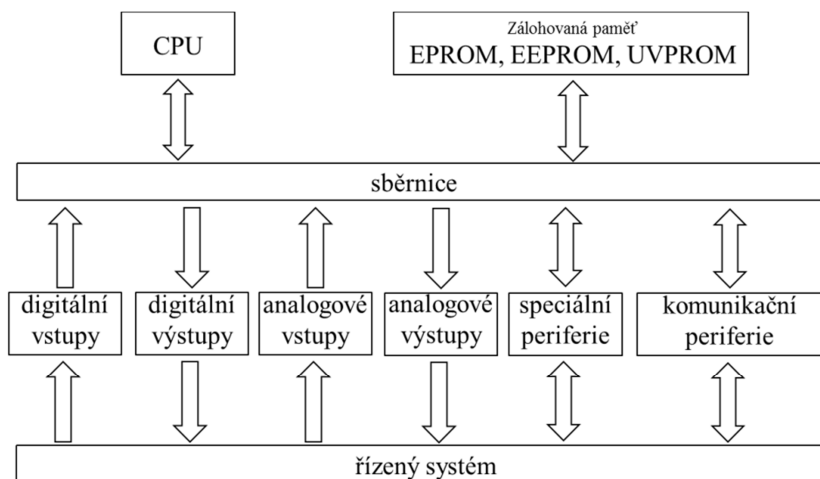 CPU
Zálohovaná paměť
EPROM, EEPROM, UVPROM
sběrnice
digitální
vstupy
digitální
výstupy
analogové
vstupy
analogové
výstupy
speciální
periferie
komunikační
periferie
řízený systém